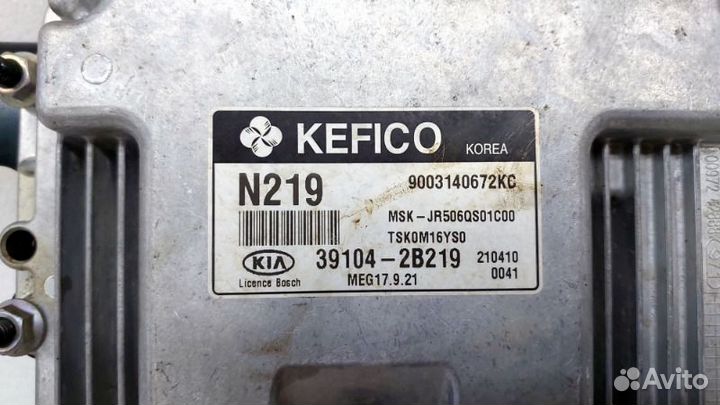 KEFICO KOREA
N219 9003140672KC
MSK-JR506QS01C00
TSK0M16YS0
KIA 39104-2B219 210410
Licence Bosch MEG17.9.21 0041
Avito